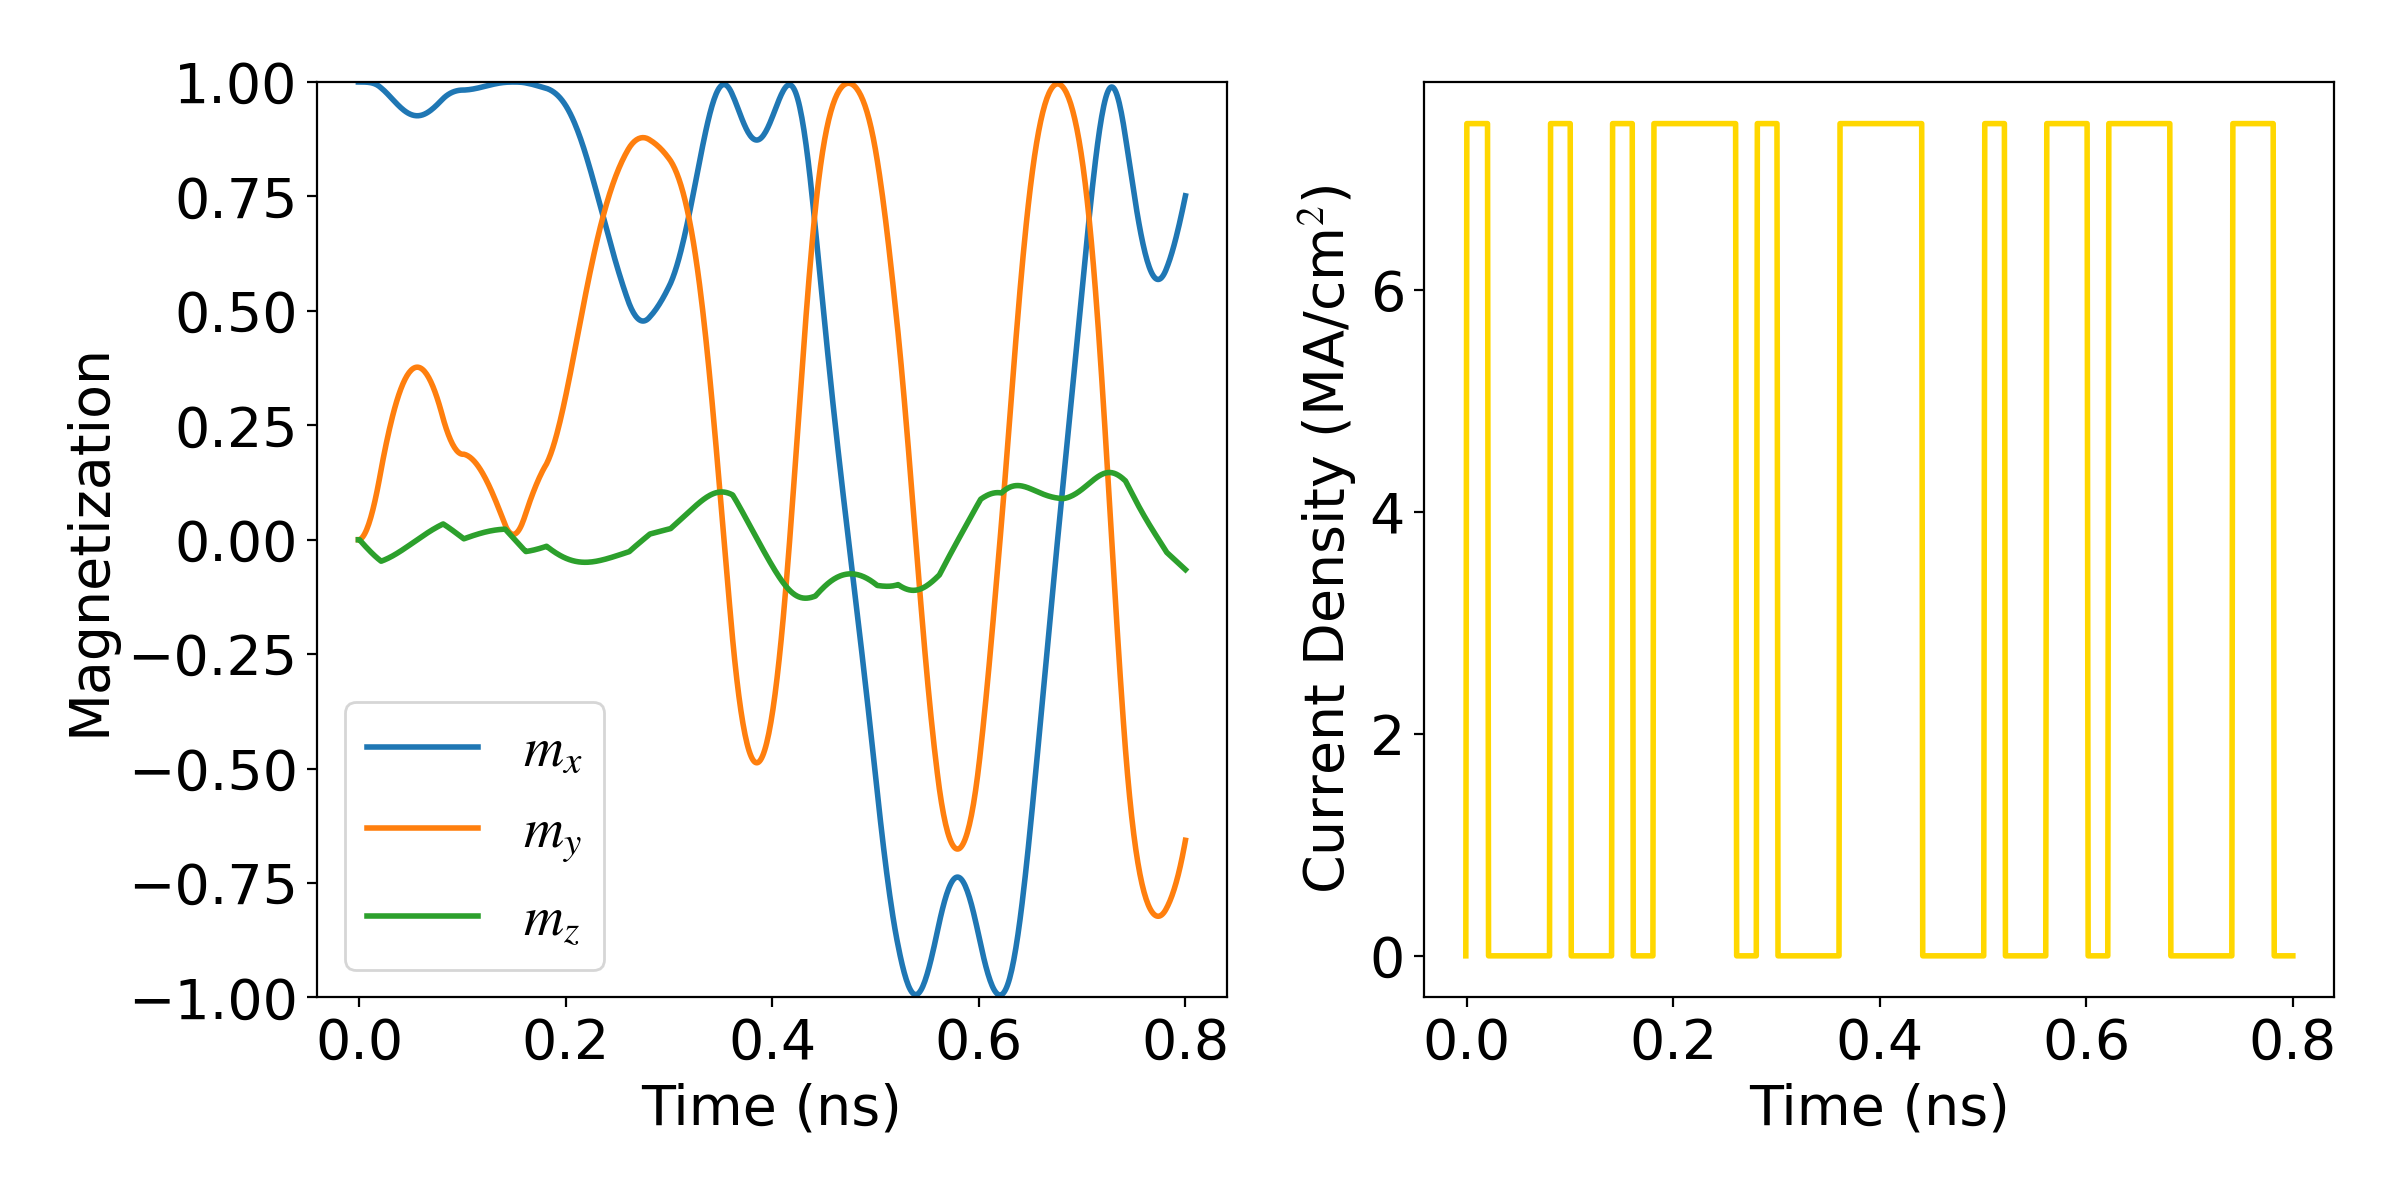 1.00
0.75
0.50
0.25
0.00
−0.25
−0.50
−0.75
−1.00
Magnetization
0.0 0.2 0.4 0.6 0.8
Time (ns)
m_x
m_y
m_z
6
4
2
0
Current Density (MA/cm²)
0.0 0.2 0.4 0.6 0.8
Time (ns)